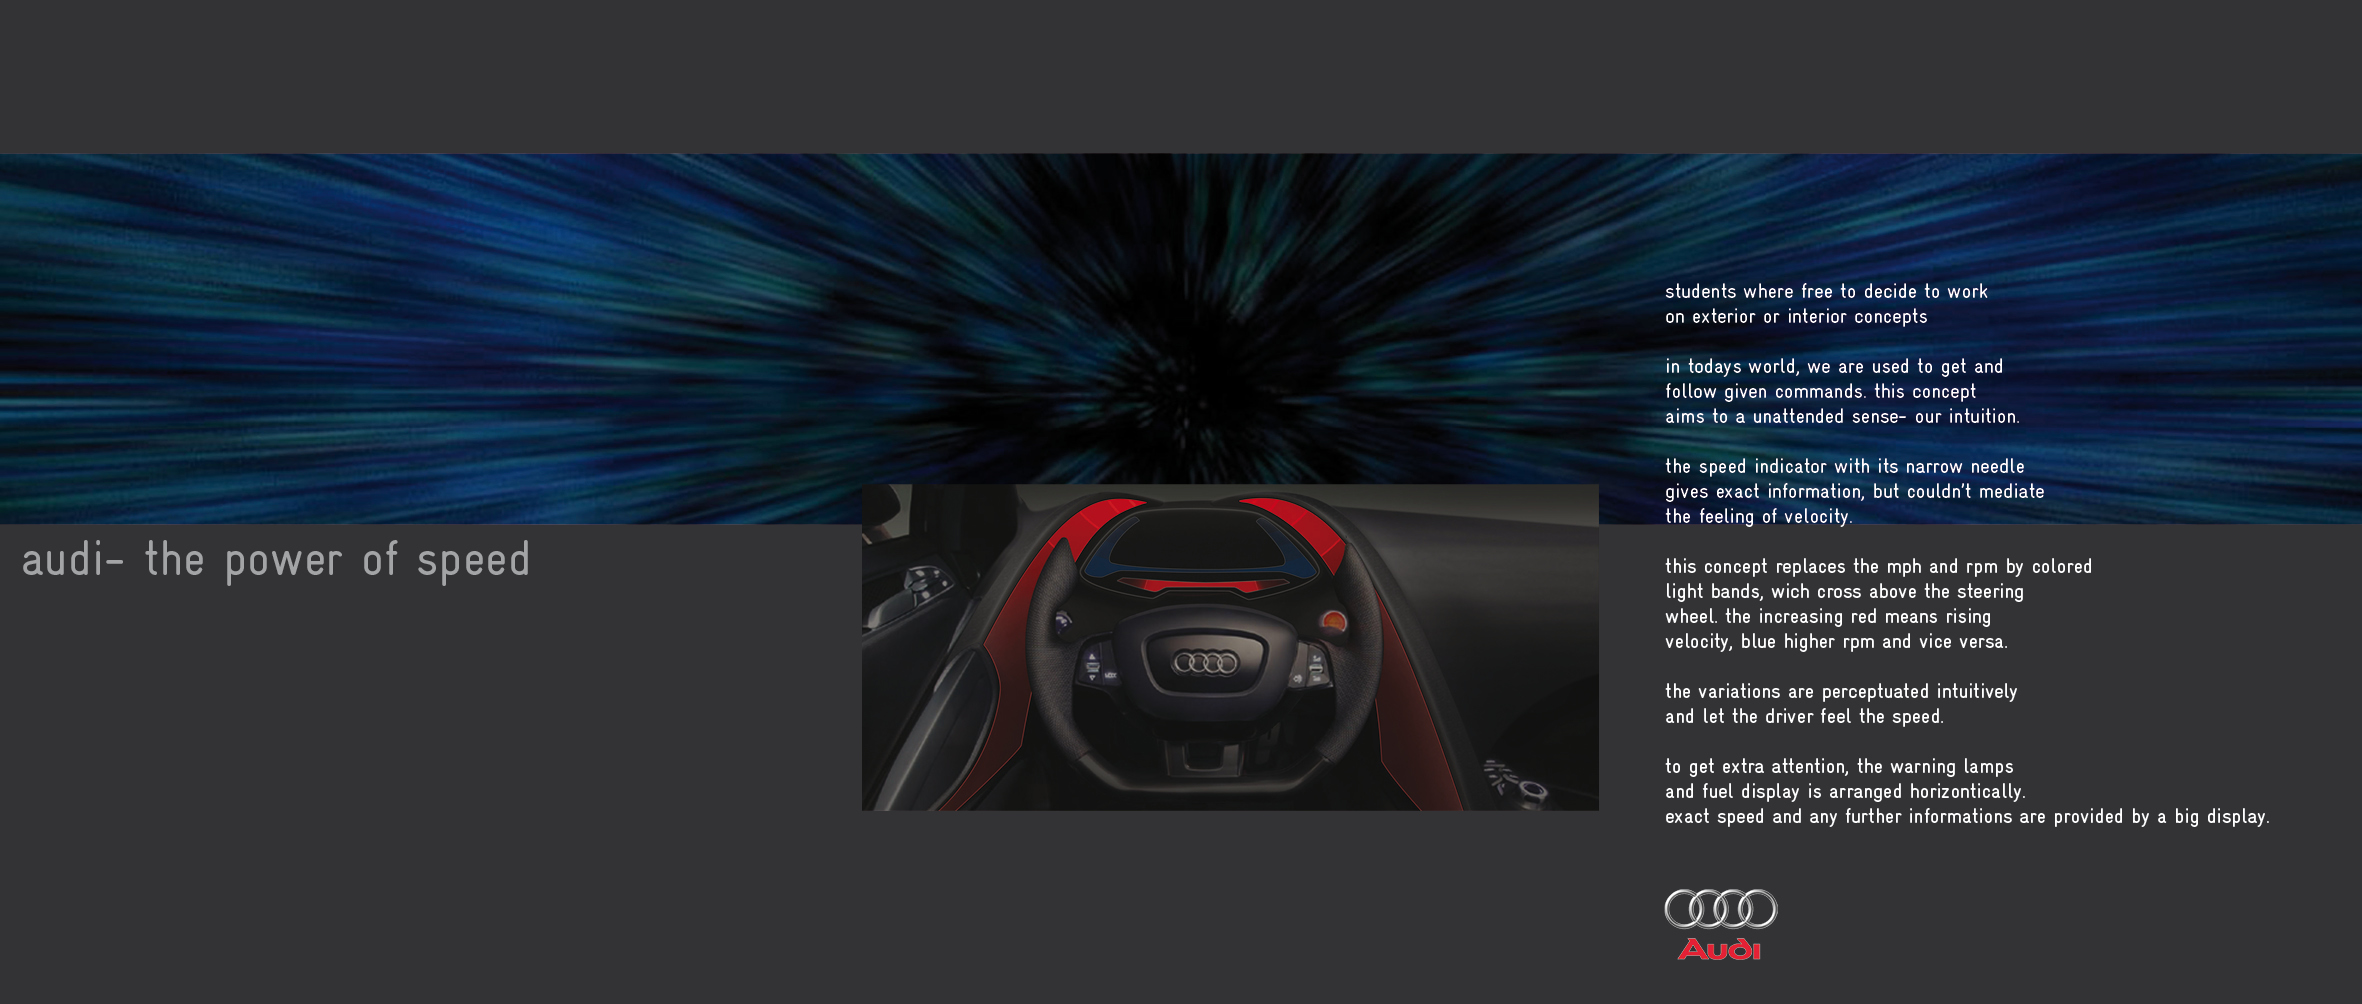 students where free to decide to work
on exterior or interior concepts
in todays world, we are used to get and
follow given commands. this concept
aims to a unattended sense- our intuition.
the speed indicator with its narrow needle
gives exact information, but couldn't mediate
the feeling of velocity.
audi- the power of speed
this concept replaces the mph and rpm by colored
light bands, wich cross above the steering
wheel. the increasing red means rising
velocity, blue higher rpm and vice versa.
the variations are perceptuated intuitively
and let the driver feel the speed.
to get extra attention, the warning lamps
and fuel display is arranged horizontically.
exact speed and any further informations are provided by a big display.
Audi